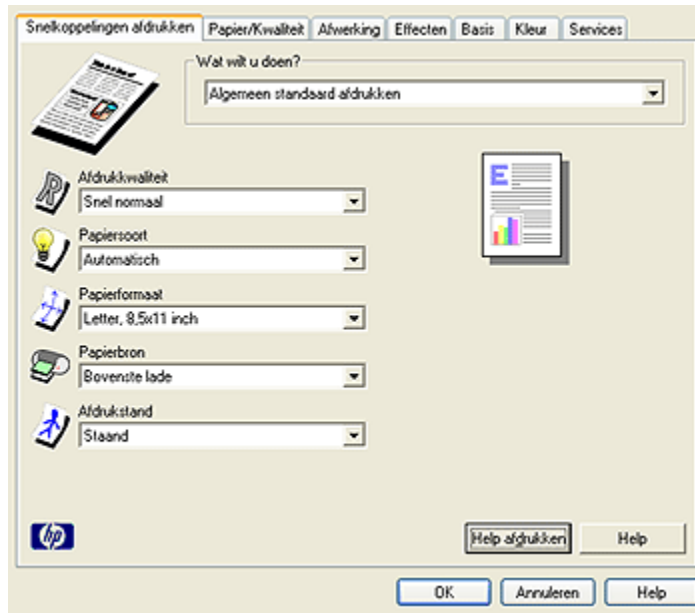 Snelkoppelingen afdrukken Papier/Kwaliteit Afwerking Effecten Basis Kleur Services
Wat wilt u doen?
Algemeen standaard afdrukken
Afdrukkwaliteit
Snel normaal
Papiersoort
Automatisch
Papierformaat
Letter, 8,5x11 inch
Papierbron
Bovenste lade
Afdrukstand
Staand
hp
Help afdrukken Help
OK Annuleren Help